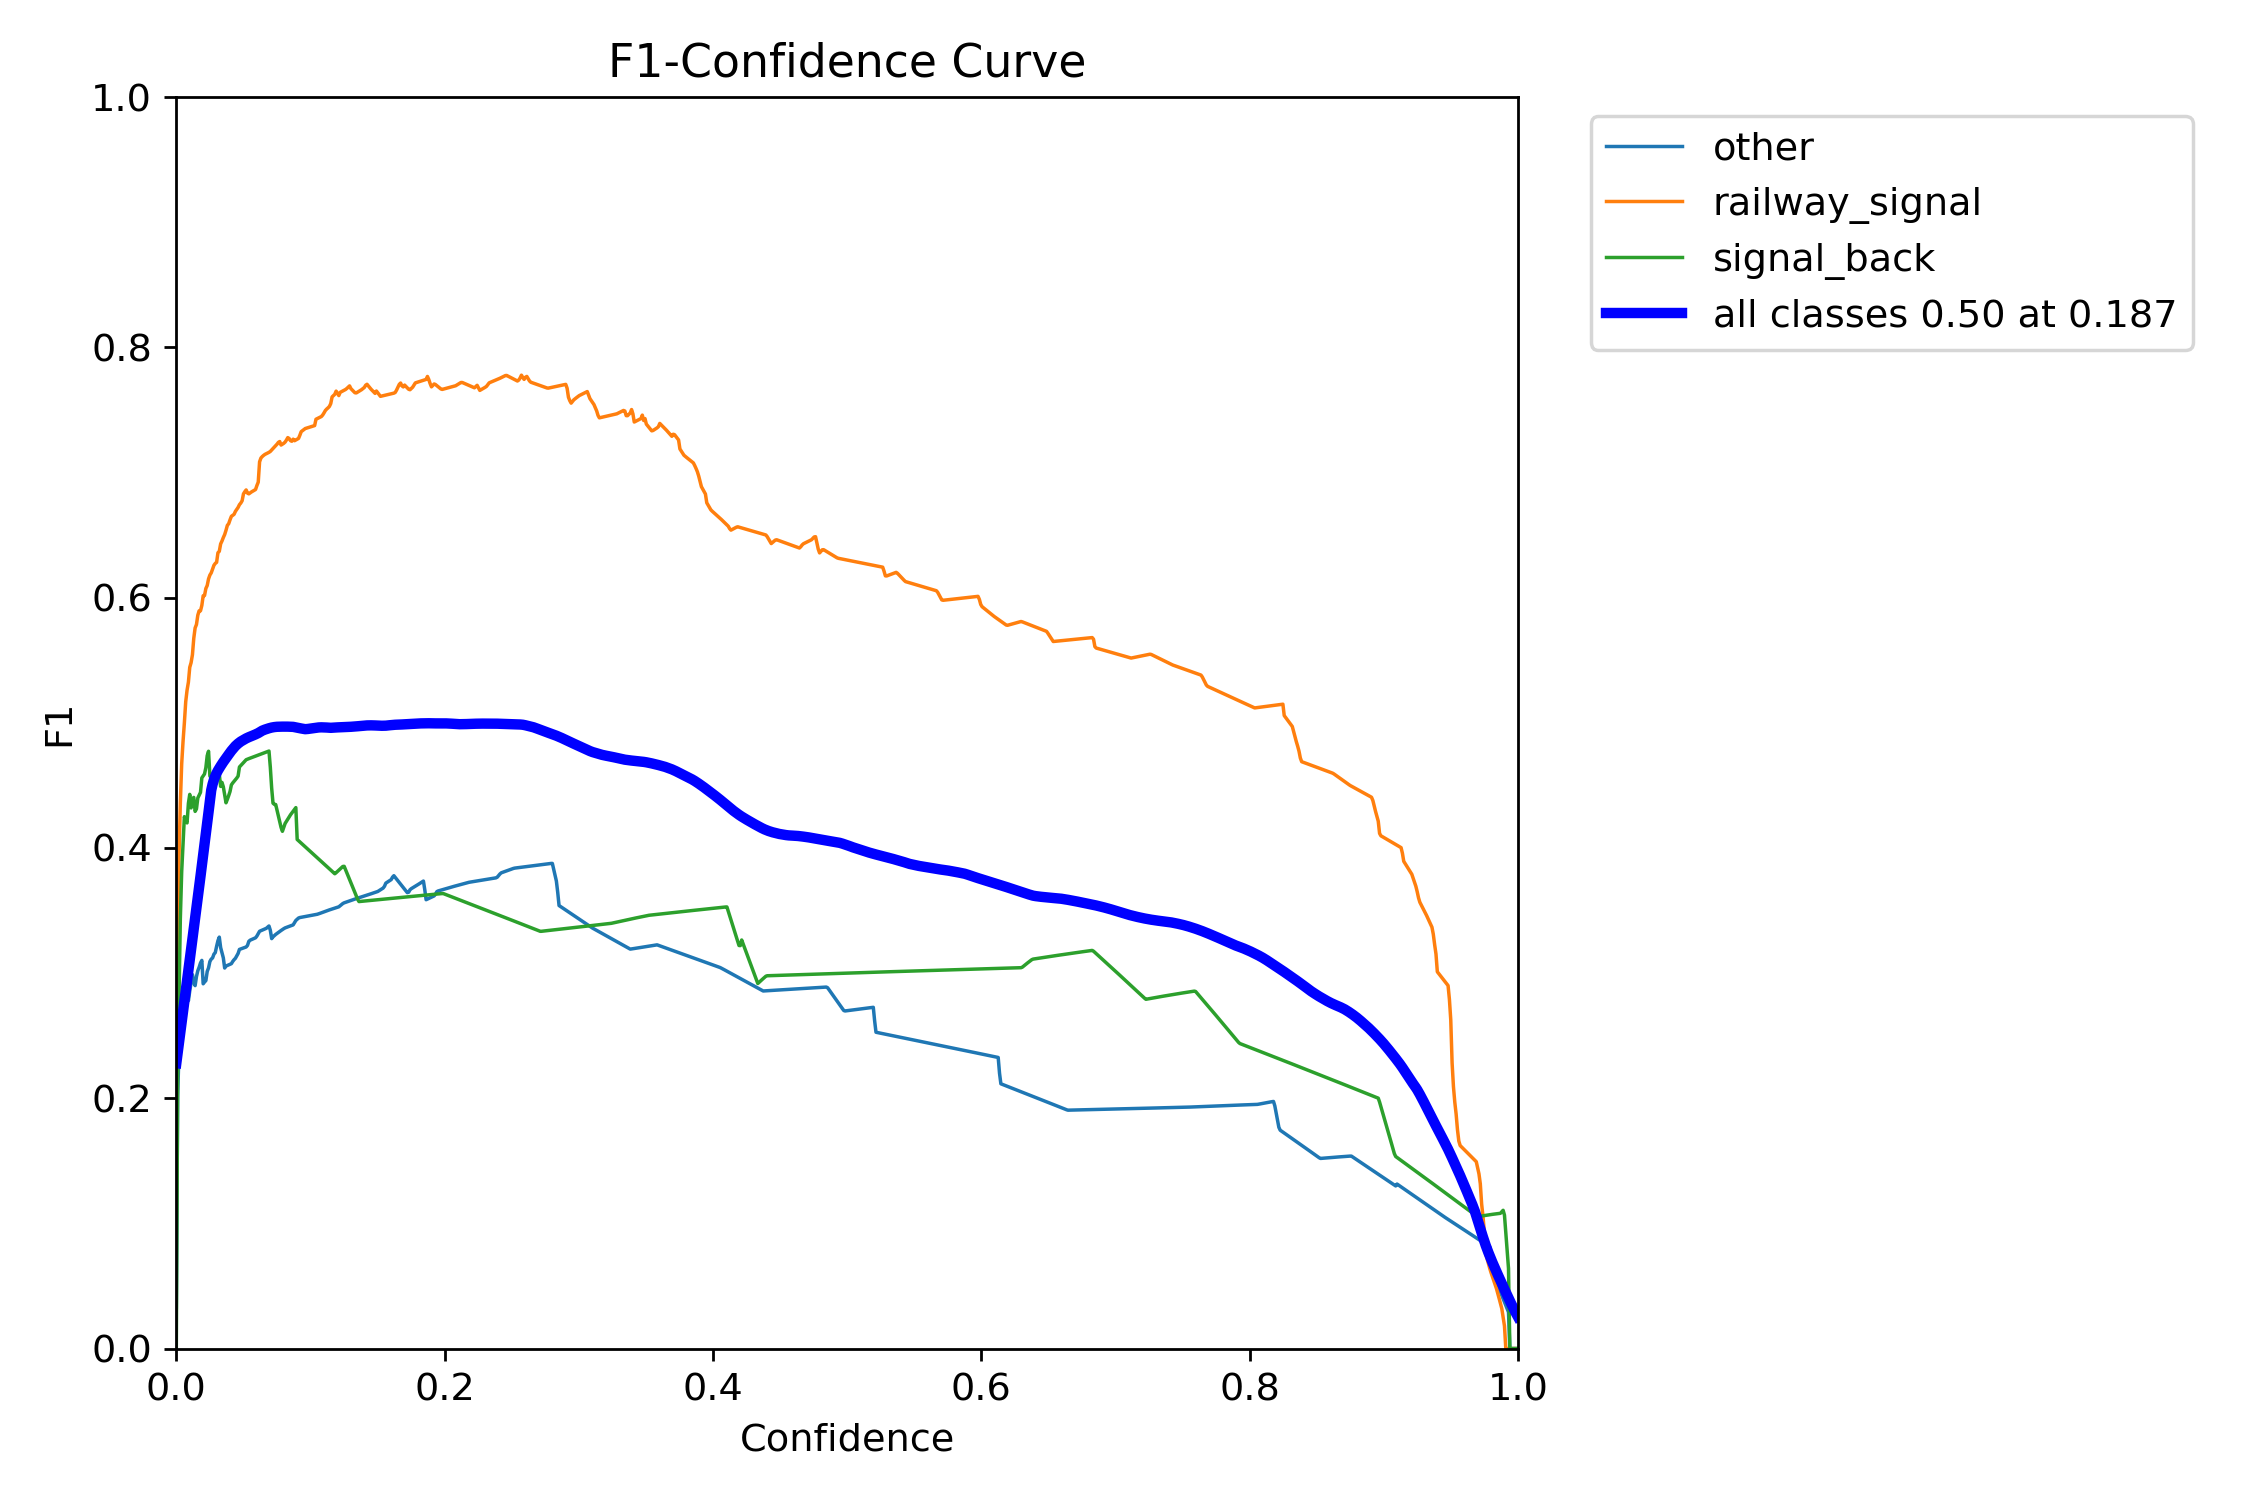 F1-Confidence Curve
1.0
0.8
0.6
0.4
0.2
0.0
F1
0.0 0.2 0.4 0.6 0.8 1.0
Confidence
other
railway_signal
signal_back
all classes 0.50 at 0.187